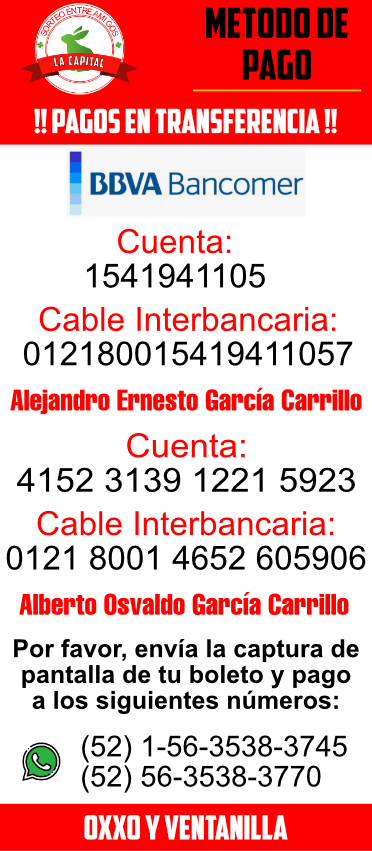 SORTEO ENTRE AMIGOS
LA CAPITAL
METODO DE
PAGO
!! PAGOS EN TRANSFERENCIA !!
BBVA Bancomer
Cuenta:
1541941105
Cable Interbancaria:
012180015419411057
Alejandro Ernesto García Carrillo
Cuenta:
4152 3139 1221 5923
Cable Interbancaria:
0121 8001 4652 605906
Alberto Osvaldo García Carrillo
Por favor, envía la captura de
pantalla de tu boleto y pago
a los siguientes números:
(52) 1-56-3538-3745
(52) 56-3538-3770
OXXO Y VENTANILLA